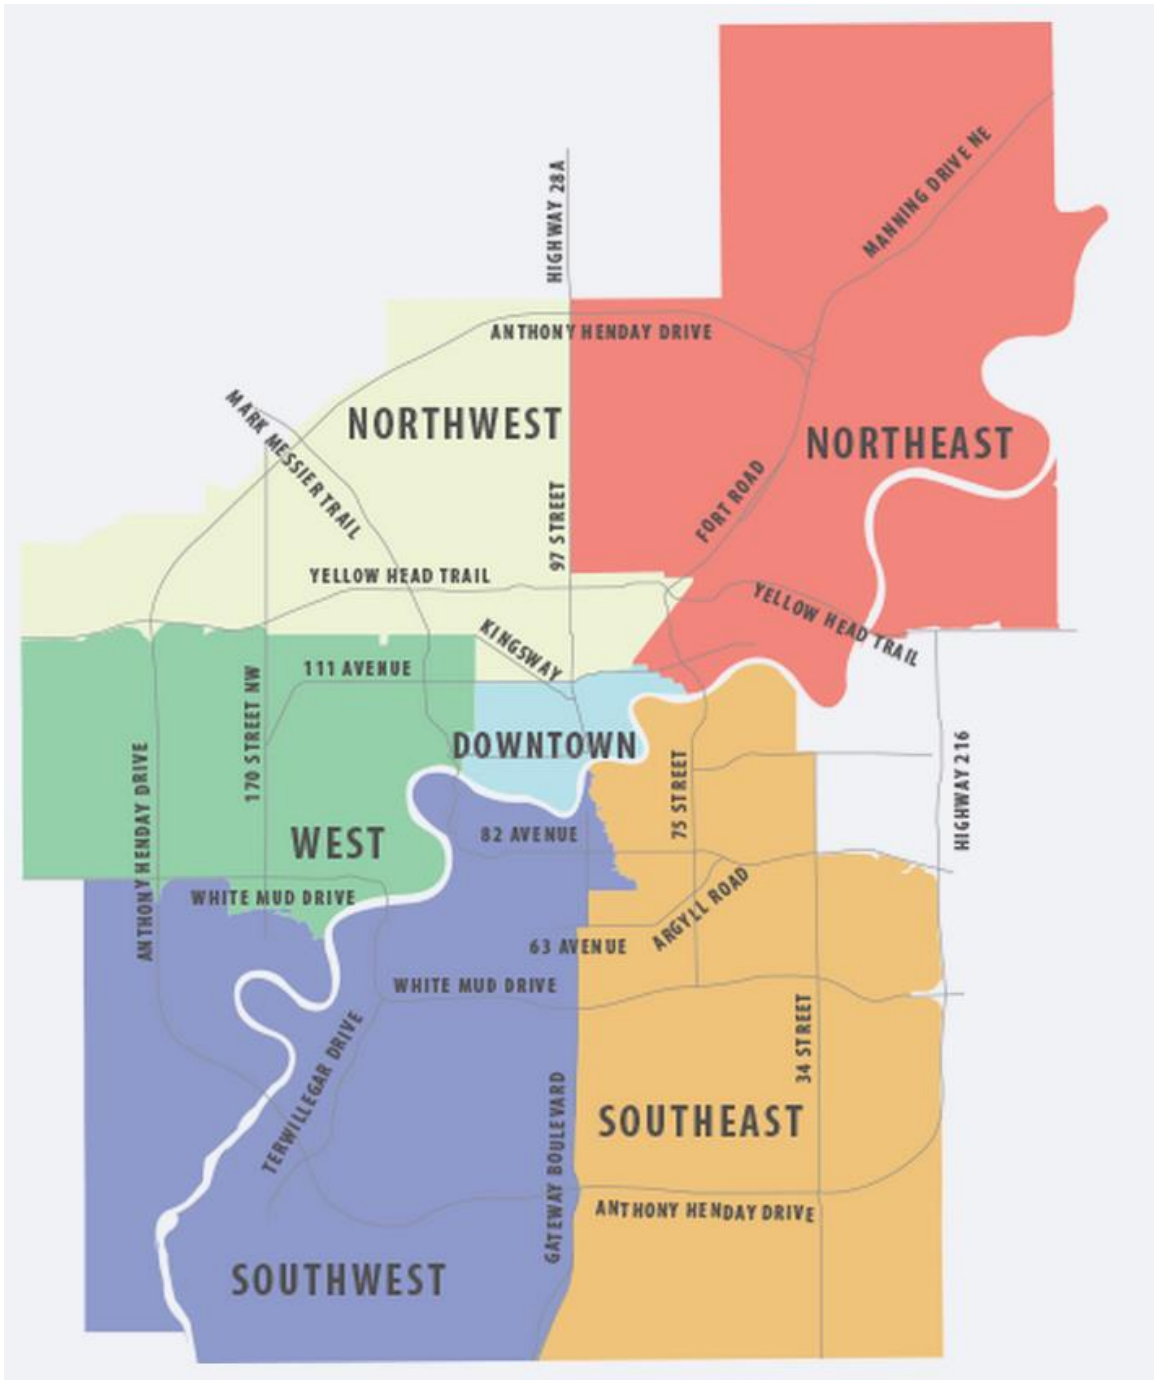 MANNING DRIVE NE
HIGHWAY 28A
ANTHONY HENDAY DRIVE
MARK MESSIER TRAIL
NORTHWEST
NORTHEAST
FORT ROAD
97 STREET
YELLOW HEAD TRAIL
YELLOW HEAD TRAIL
KINGSWAY
111 AVENUE
170 STREET NW
DOWNTOWN
ANTHONY HENDAY DRIVE
75 STREET
HIGHWAY 216
WEST
82 AVENUE
WHITE MUD DRIVE
ARGYLL ROAD
63 AVENUE
WHITE MUD DRIVE
TERWILLEGAR DRIVE
34 STREET
GATEWAY BOULEVARD
SOUTHEAST
ANTHONY HENDAY DRIVE
SOUTHWEST